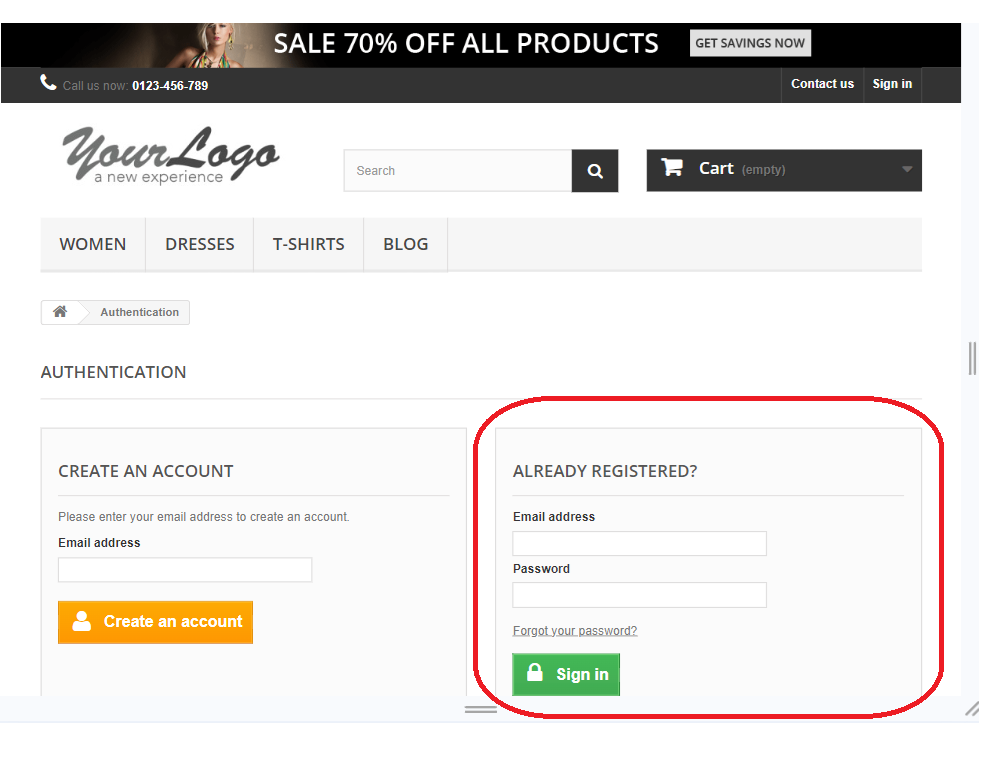 SALE 70% OFF ALL PRODUCTS GET SAVINGS NOW
Call us now: 0123-456-789 Contact us Sign in
YourLogo
a new experience
Search
Cart (empty)
WOMEN DRESSES T-SHIRTS BLOG
Authentication
AUTHENTICATION
CREATE AN ACCOUNT
Please enter your email address to create an account.
Email address
Create an account
ALREADY REGISTERED?
Email address
Password
Forgot your password?
Sign in